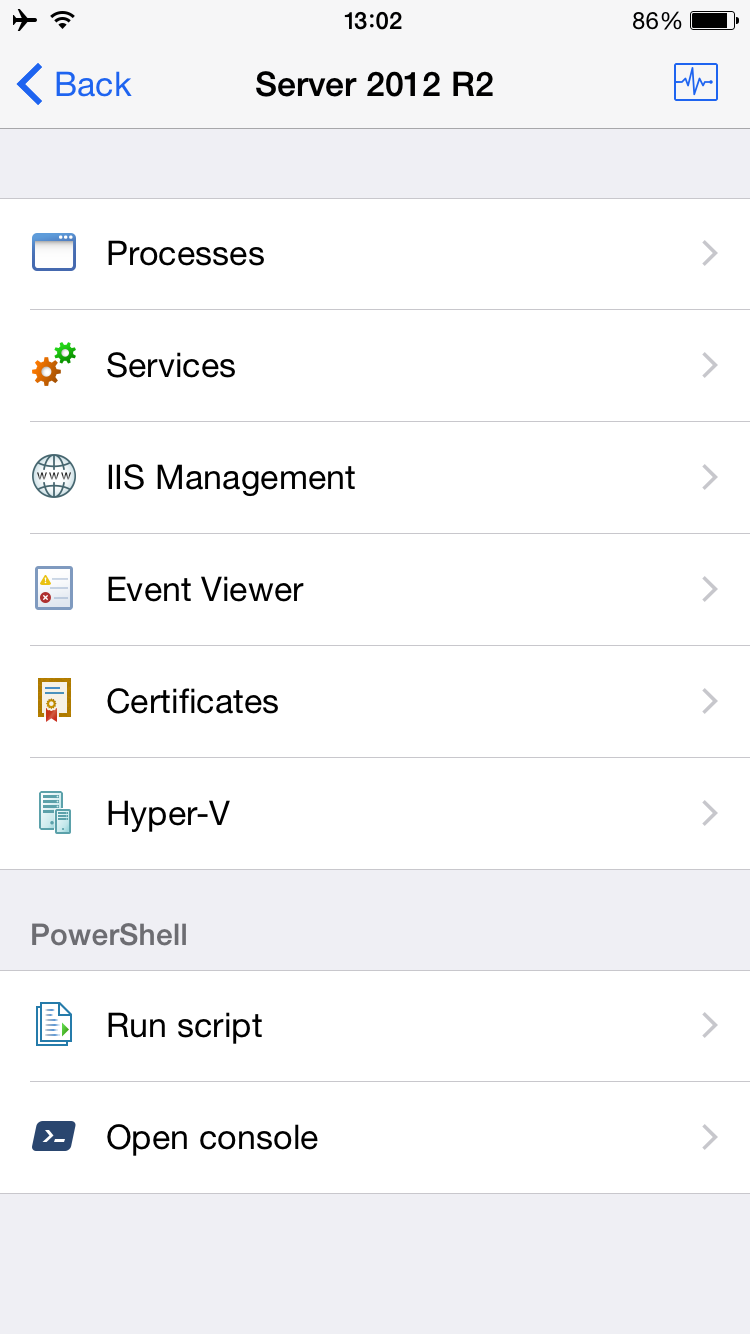 13:02
86%
Back
Server 2012 R2
Processes
Services
WWW
IIS Management
Event Viewer
Certificates
Hyper-V
PowerShell
Run script
Open console